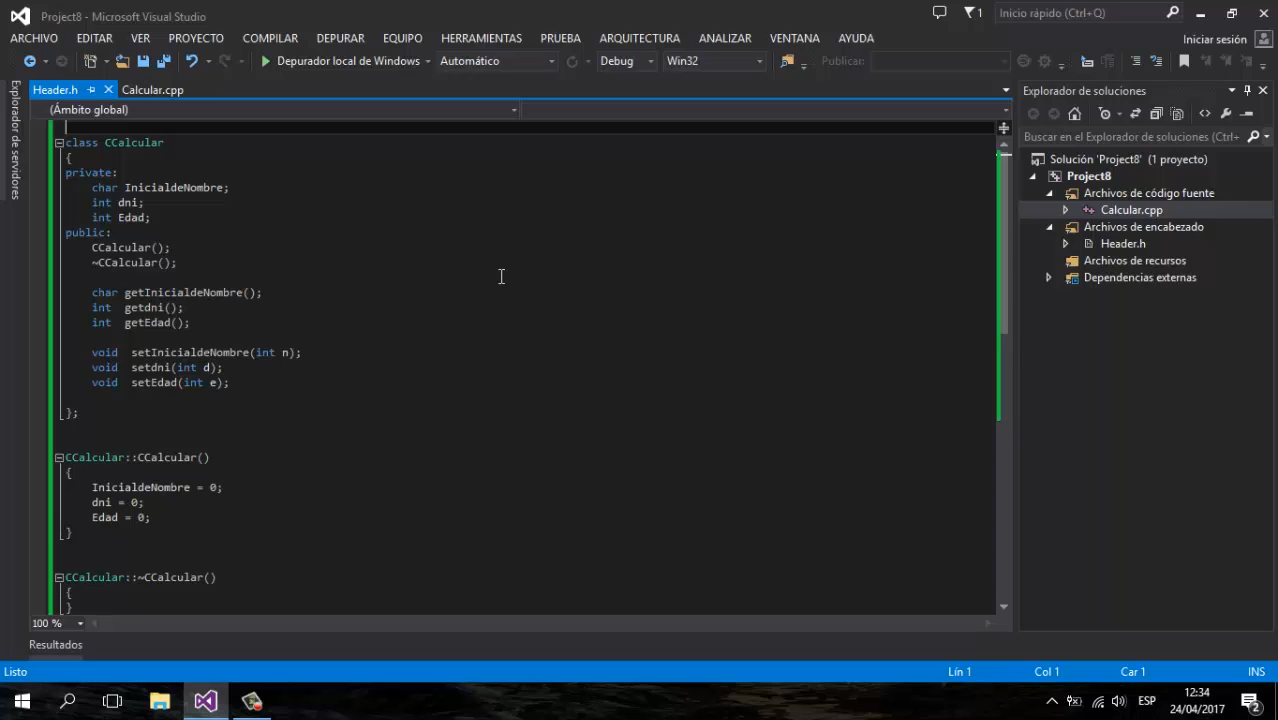 Project8 - Microsoft Visual Studio
1
Inicio rápido (Ctrl+Q)
ARCHIVO EDITAR VER PROYECTO COMPILAR DEPURAR EQUIPO HERRAMIENTAS PRUEBA ARQUITECTURA ANALIZAR VENTANA AYUDA
Iniciar sesión
Depurador local de Windows Automático Debug Win32 Publicar:
Explorador de servidores
Header.h Calcular.cpp
(Ámbito global)
class CCalcular
{
private:
char InicialdeNombre;
int dni;
int Edad;
public:
CCalcular();
~CCalcular();
char getInicialdeNombre();
int getdni();
int getEdad();
void setInicialdeNombre(int n);
void setdni(int d);
void setEdad(int e);
};
CCalcular::CCalcular()
{
InicialdeNombre = 0;
dni = 0;
Edad = 0;
}
CCalcular::~CCalcular()
{
}
100 %
Explorador de soluciones
Buscar en el Explorador de soluciones (Ctrl+
Solución 'Project8' (1 proyecto)
Project8
Archivos de código fuente
Calcular.cpp
Archivos de encabezado
Header.h
Archivos de recursos
Dependencias externas
Resultados
Listo Lín 1 Col 1 Car 1 INS
ESP
12:34
24/04/2017
2